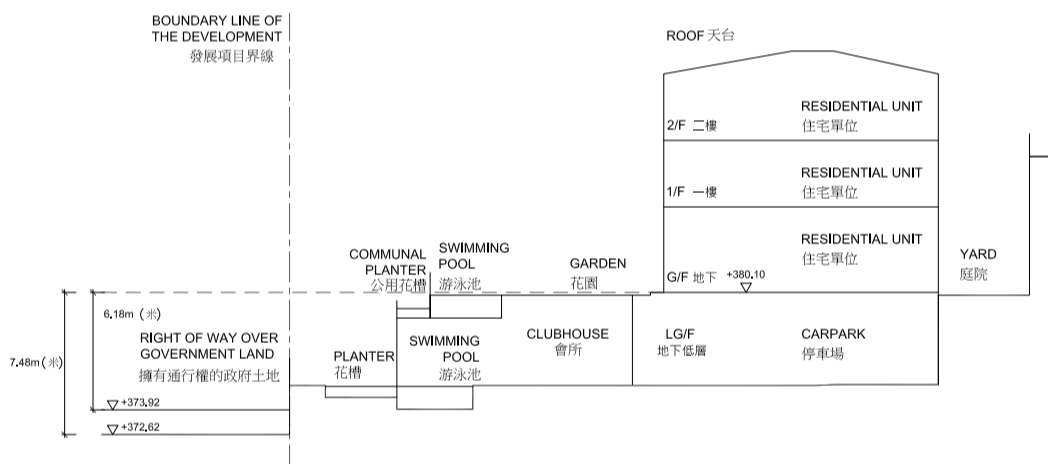 BOUNDARY LINE OF
THE DEVELOPMENT
發展項目界線
ROOF 天台
RESIDENTIAL UNIT
2/F 二樓
住宅單位
RESIDENTIAL UNIT
1/F 一樓
住宅單位
RESIDENTIAL UNIT
住宅單位
G/F 地下
+380.10
COMMUNAL
PLANTER
公用花槽
SWIMMING
POOL
游泳池
GARDEN
花園
YARD
庭院
6.18m (米)
7.48m (米)
RIGHT OF WAY OVER
GOVERNMENT LAND
擁有通行權的政府土地
PLANTER
花槽
SWIMMING
POOL
游泳池
CLUBHOUSE
會所
LG/F
地下低層
CARPARK
停車場
+373.92
+372.62